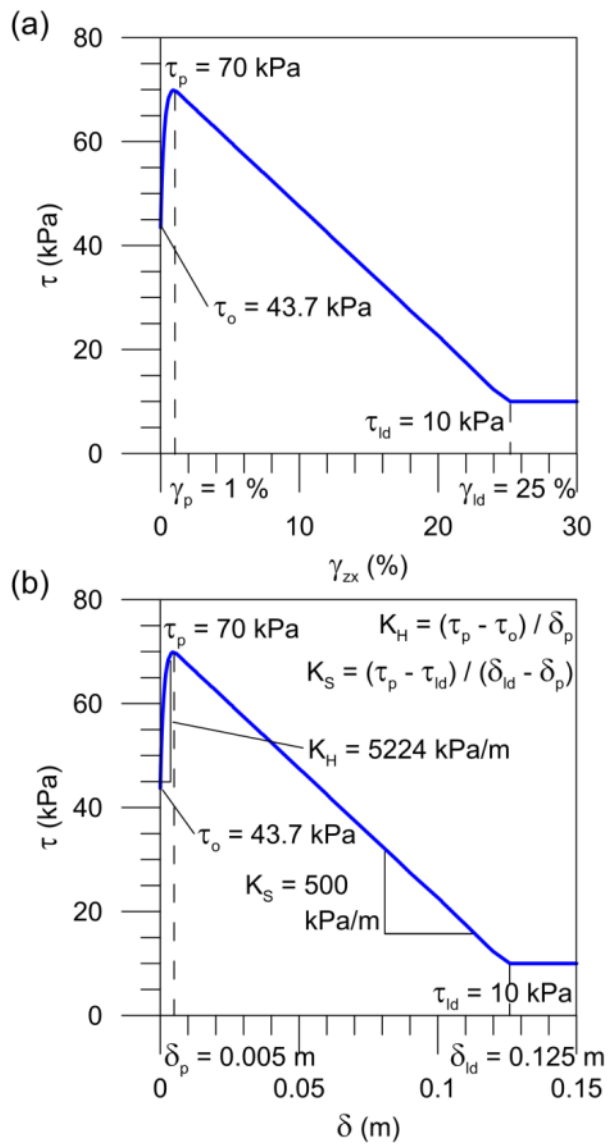 (a)
80
τp = 70 kPa
60
τ (kPa)
40
τo = 43.7 kPa
20
τld = 10 kPa
0
γp = 1 %
γld = 25 %
0 10 20 30
γzx (%)
(b)
80
τp = 70 kPa
KH = (τp - τo) / δp
KS = (τp - τld) / (δld - δp)
60
KH = 5224 kPa/m
τ (kPa)
40
τo = 43.7 kPa
KS = 500
kPa/m
20
τld = 10 kPa
0
δp = 0.005 m
δld = 0.125 m
0 0.05 0.1 0.15
δ (m)